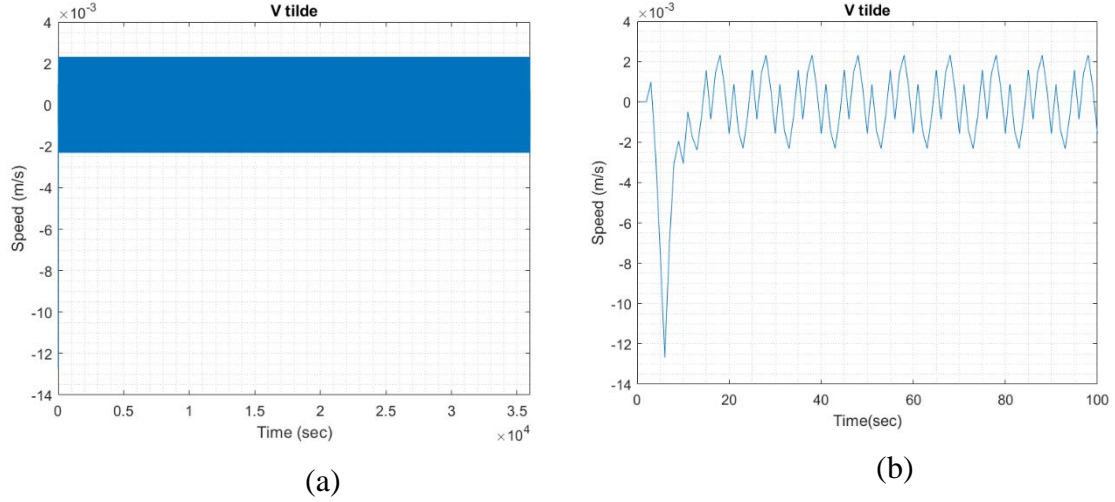 V tilde
×10⁻³
4
2
0
-2
-4
-6
-8
-10
-12
-14
Speed (m/s)
0 0.5 1 1.5 2 2.5 3 3.5
Time (sec)
×10⁴
(a)
V tilde
×10⁻³
4
2
0
-2
-4
-6
-8
-10
-12
-14
Speed (m/s)
0 20 40 60 80 100
Time(sec)
(b)